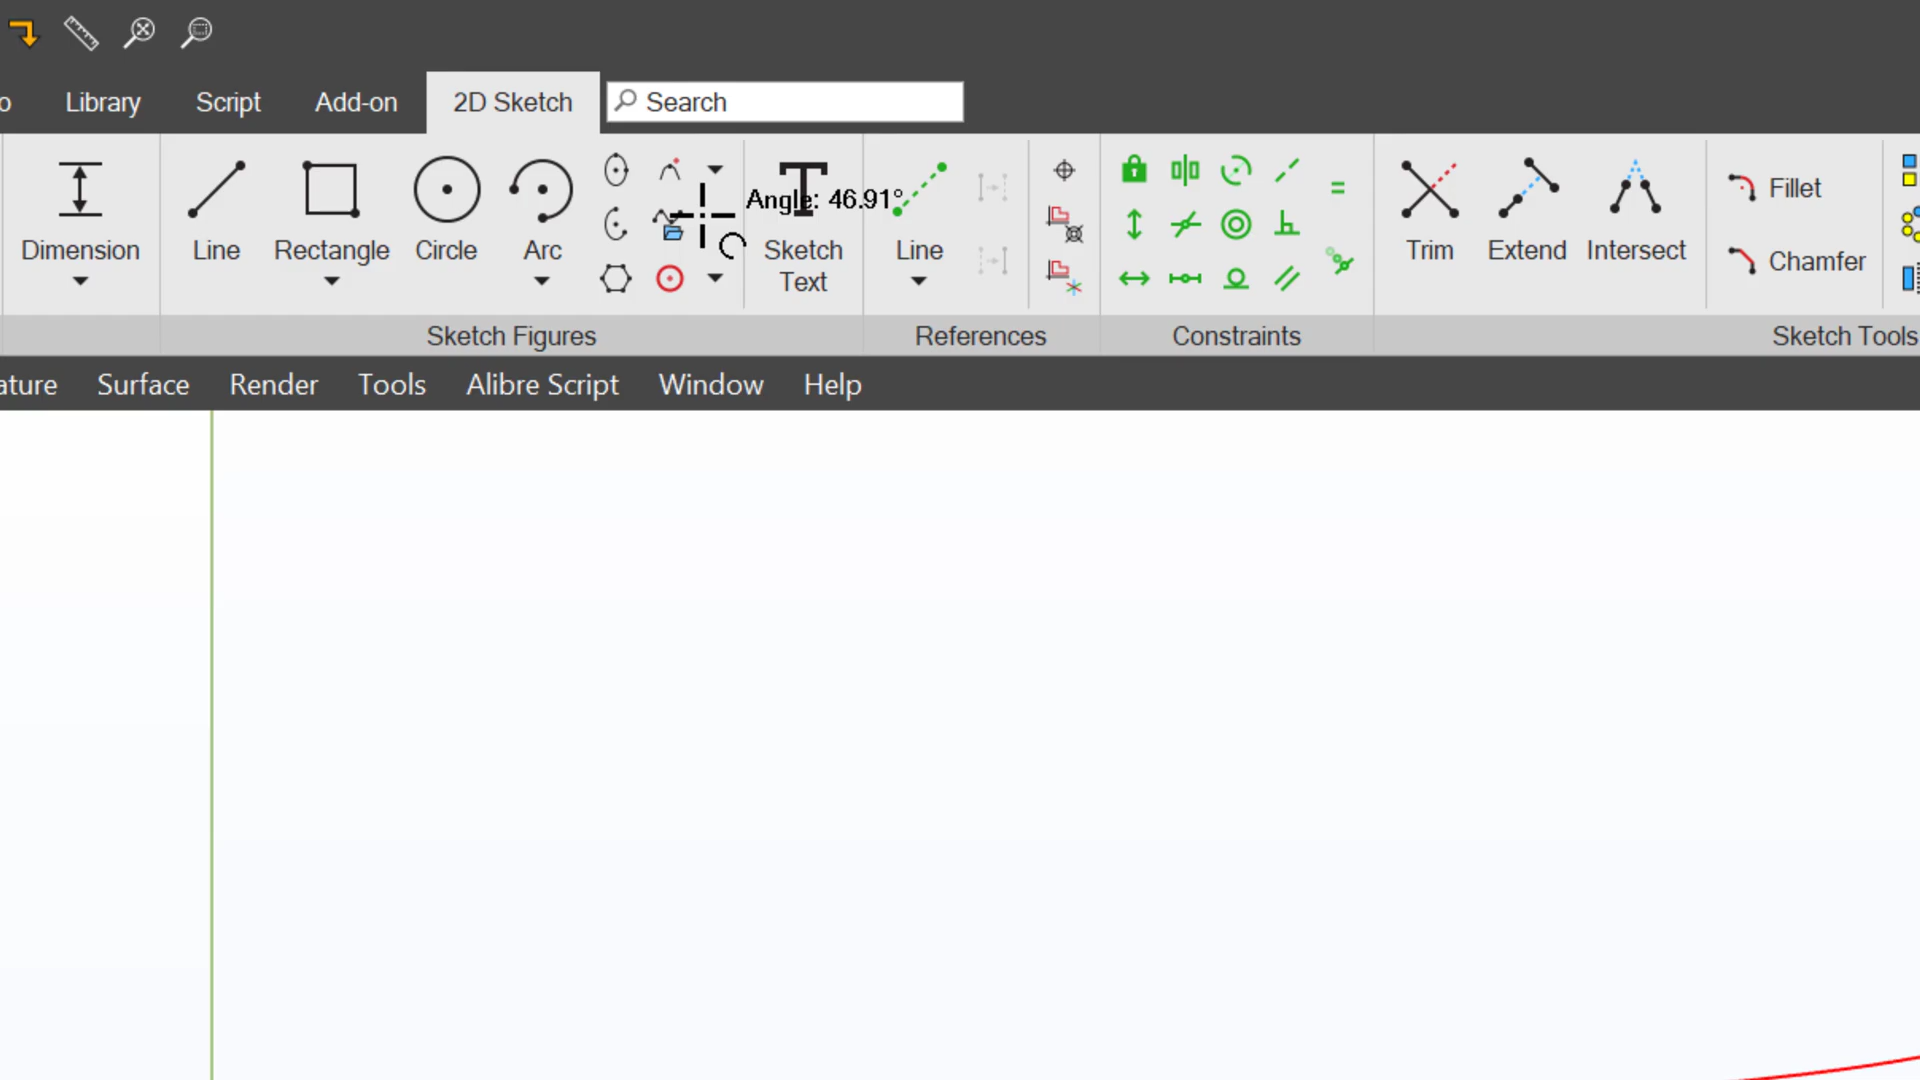 o Library Script Add-on 2D Sketch Search
Angle: 46.91°
Dimension Line Rectangle Circle Arc Sketch Text Line Trim Extend Intersect Fillet Chamfer
Sketch Figures References Constraints Sketch Tools
ature Surface Render Tools Alibre Script Window Help